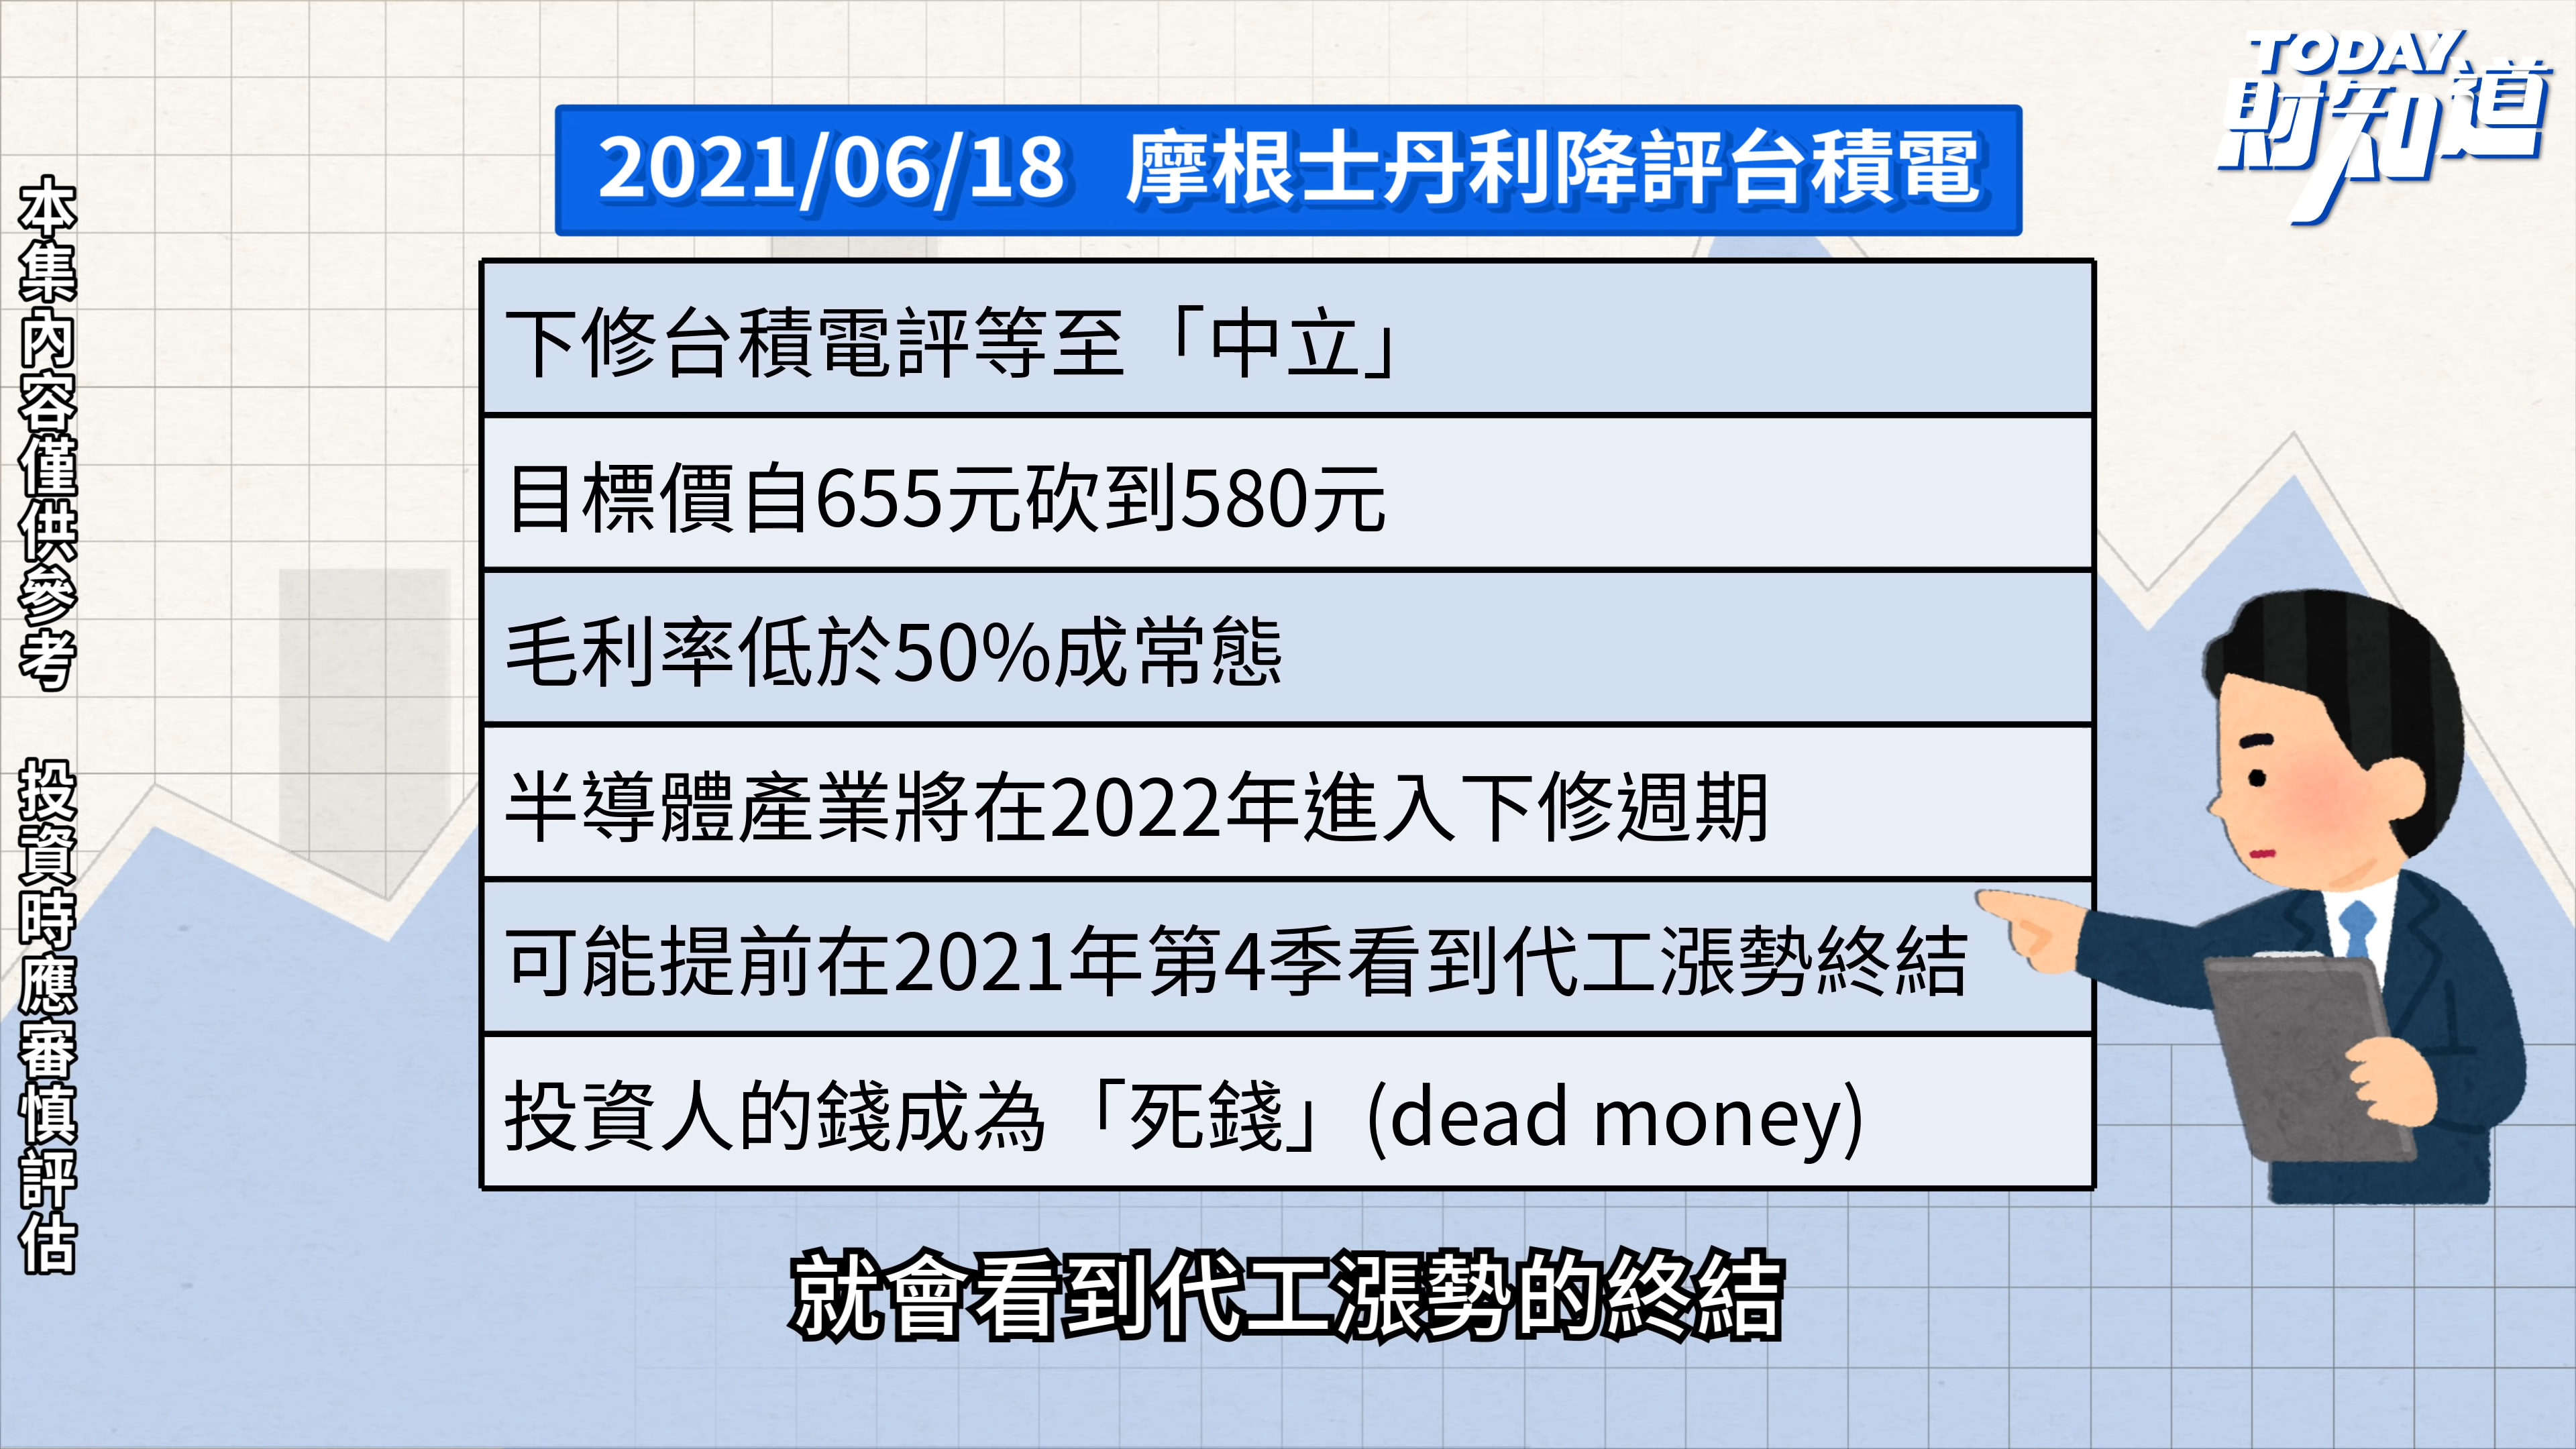 TODAY
財知道
2021/06/18 摩根士丹利降評台積電
下修台積電評等至「中立」
目標價自655元砍到580元
毛利率低於50%成常態
半導體產業將在2022年進入下修週期
可能提前在2021年第4季看到代工漲勢終結
投資人的錢成為「死錢」(dead money)
本集內容僅供參考 投資時應審慎評估
就會看到代工漲勢的終結